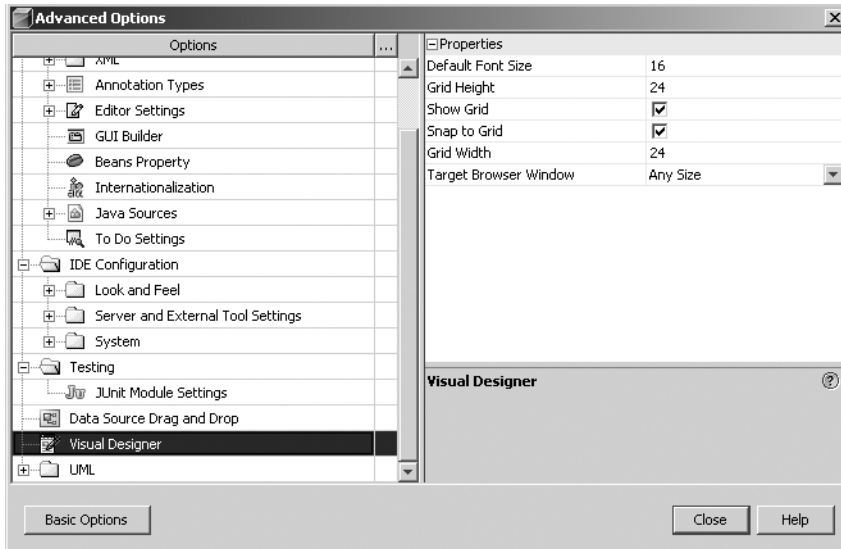 Advanced Options
Options
...
XML
Annotation Types
Editor Settings
GUI Builder
Beans Property
Internationalization
Java Sources
To Do Settings
IDE Configuration
Look and Feel
Server and External Tool Settings
System
Testing
JUnit Module Settings
Data Source Drag and Drop
Visual Designer
UML
Properties
Default Font Size 16
Grid Height 24
Show Grid
Snap to Grid
Grid Width 24
Target Browser Window Any Size
Visual Designer
?
Basic Options
Close
Help